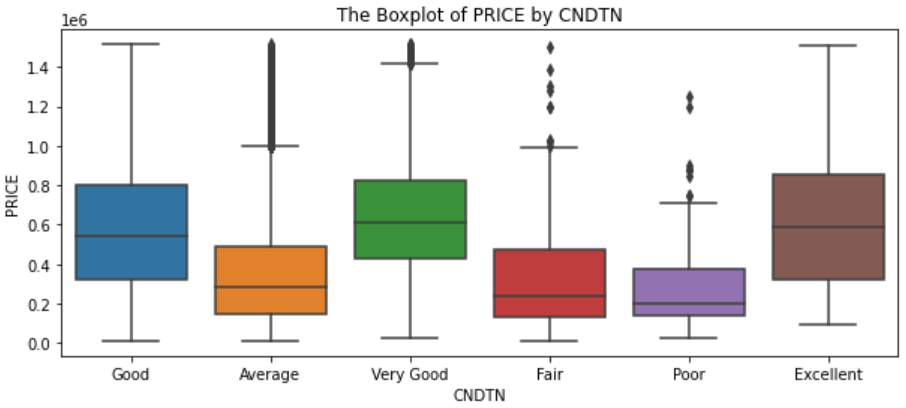 The Boxplot of PRICE by CNDTN
1e6
1.4
1.2
1.0
0.8
0.6
0.4
0.2
0.0
PRICE
Good Average Very Good Fair Poor Excellent
CNDTN